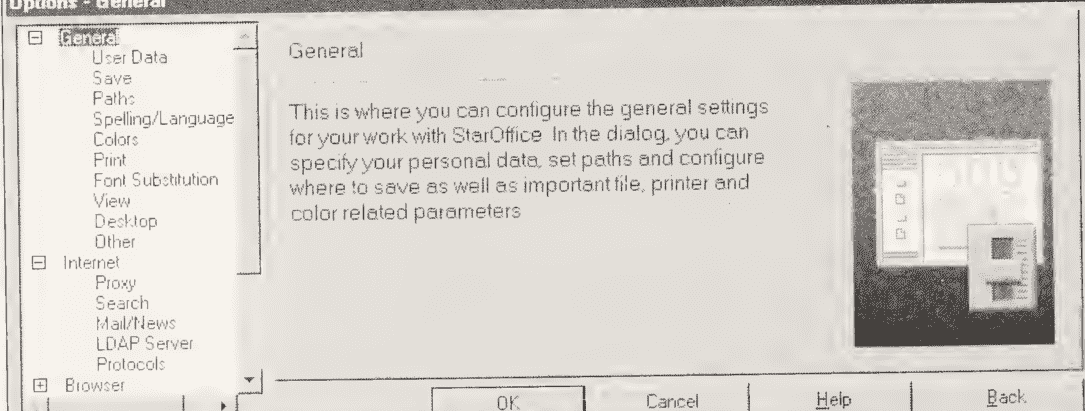 Options - General
General
User Data
Save
Paths
Spelling/Language
Colors
Print
Font Substitution
View
Desktop
Other
Internet
Proxy
Search
Mail/News
LDAP Server
Protocols
Browser
General
This is where you can configure the general settings
for your work with StarOffice. In the dialog, you can
specify your personal data, set paths and configure
where to save as well as important file, printer and
color related parameters
OK
Cancel
Help
Back